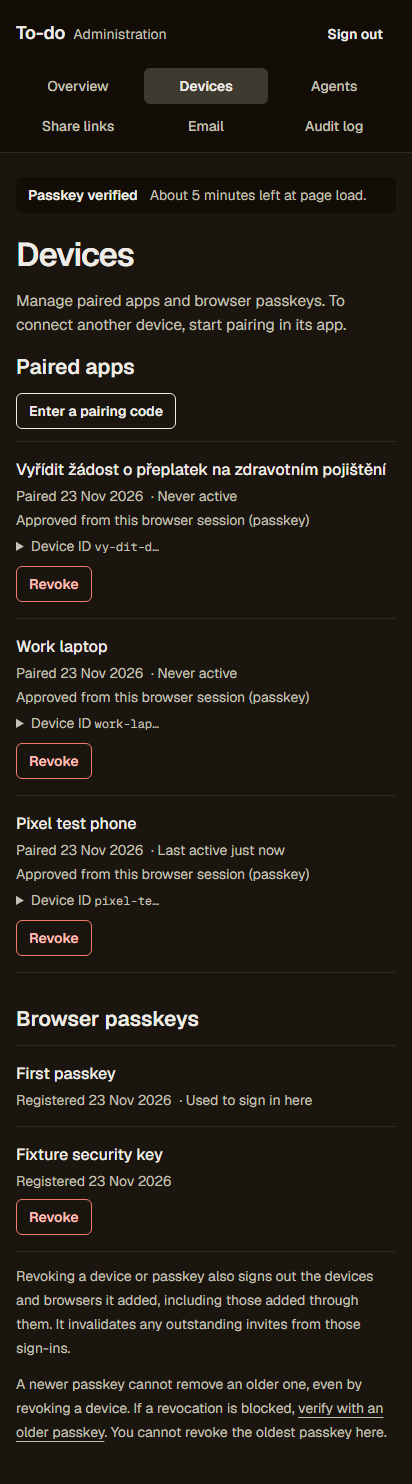 To-do Administration
Sign out
Overview
Devices
Agents
Share links
Email
Audit log
Passkey verified About 5 minutes left at page load.
Devices
Manage paired apps and browser passkeys. To
connect another device, start pairing in its app.
Paired apps
Enter a pairing code
Vyřídit žádost o přeplatek na zdravotním pojištění
Paired 23 Nov 2026 · Never active
Approved from this browser session (passkey)
Device ID vy-dit-d…
Revoke
Work laptop
Paired 23 Nov 2026 · Never active
Approved from this browser session (passkey)
Device ID work-lap…
Revoke
Pixel test phone
Paired 23 Nov 2026 · Last active just now
Approved from this browser session (passkey)
Device ID pixel-te…
Revoke
Browser passkeys
First passkey
Registered 23 Nov 2026 · Used to sign in here
Fixture security key
Registered 23 Nov 2026
Revoke
Revoking a device or passkey also signs out the devices
and browsers it added, including those added through
them. It invalidates any outstanding invites from those
sign-ins.
A newer passkey cannot remove an older one, even by
revoking a device. If a revocation is blocked, verify with an
older passkey. You cannot revoke the oldest passkey here.